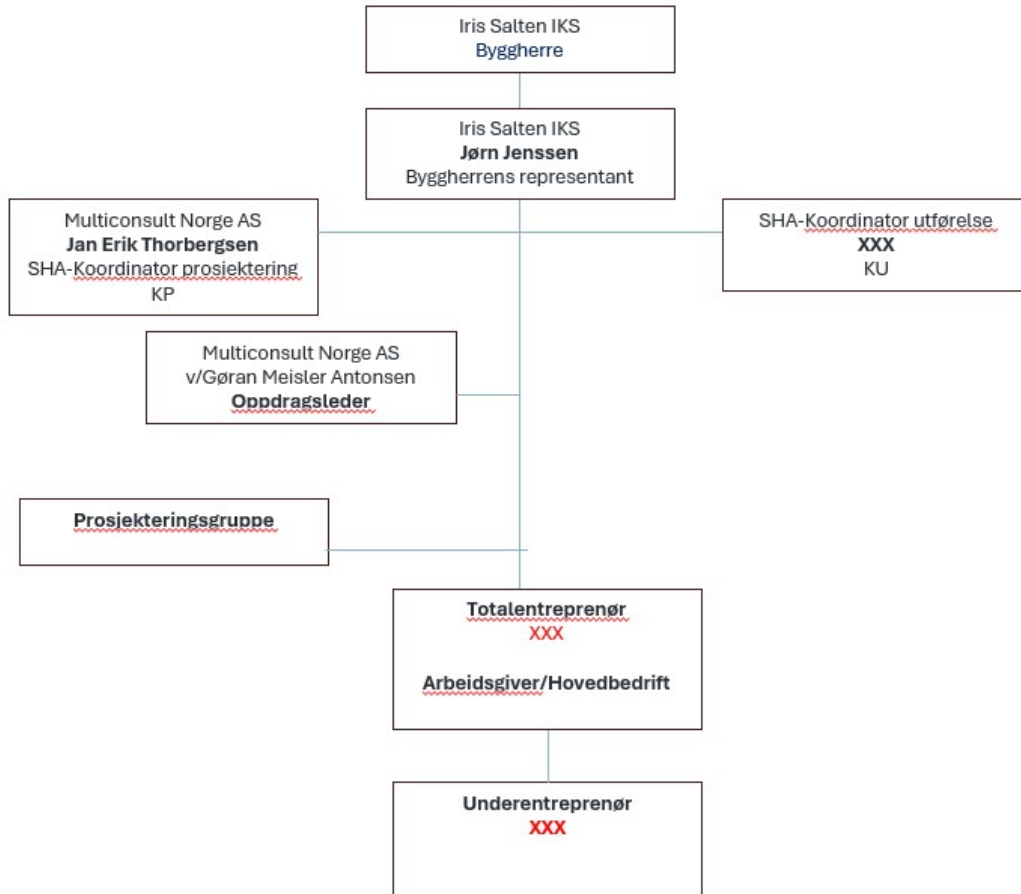 Iris Salten IKS
Byggherre
Iris Salten IKS
Jørn Jenssen
Byggherrens representant
Multiconsult Norge AS
Jan Erik Thorbergsen
SHA-Koordinator prosjektering
KP
SHA-Koordinator utførelse
XXX
KU
Multiconsult Norge AS
v/Gøran Meisler Antonsen
Oppdragsleder
Prosjekteringsgruppe
Totalentreprenør
XXX
Arbeidsgiver/Hovedbedrift
Underentreprenør
XXX